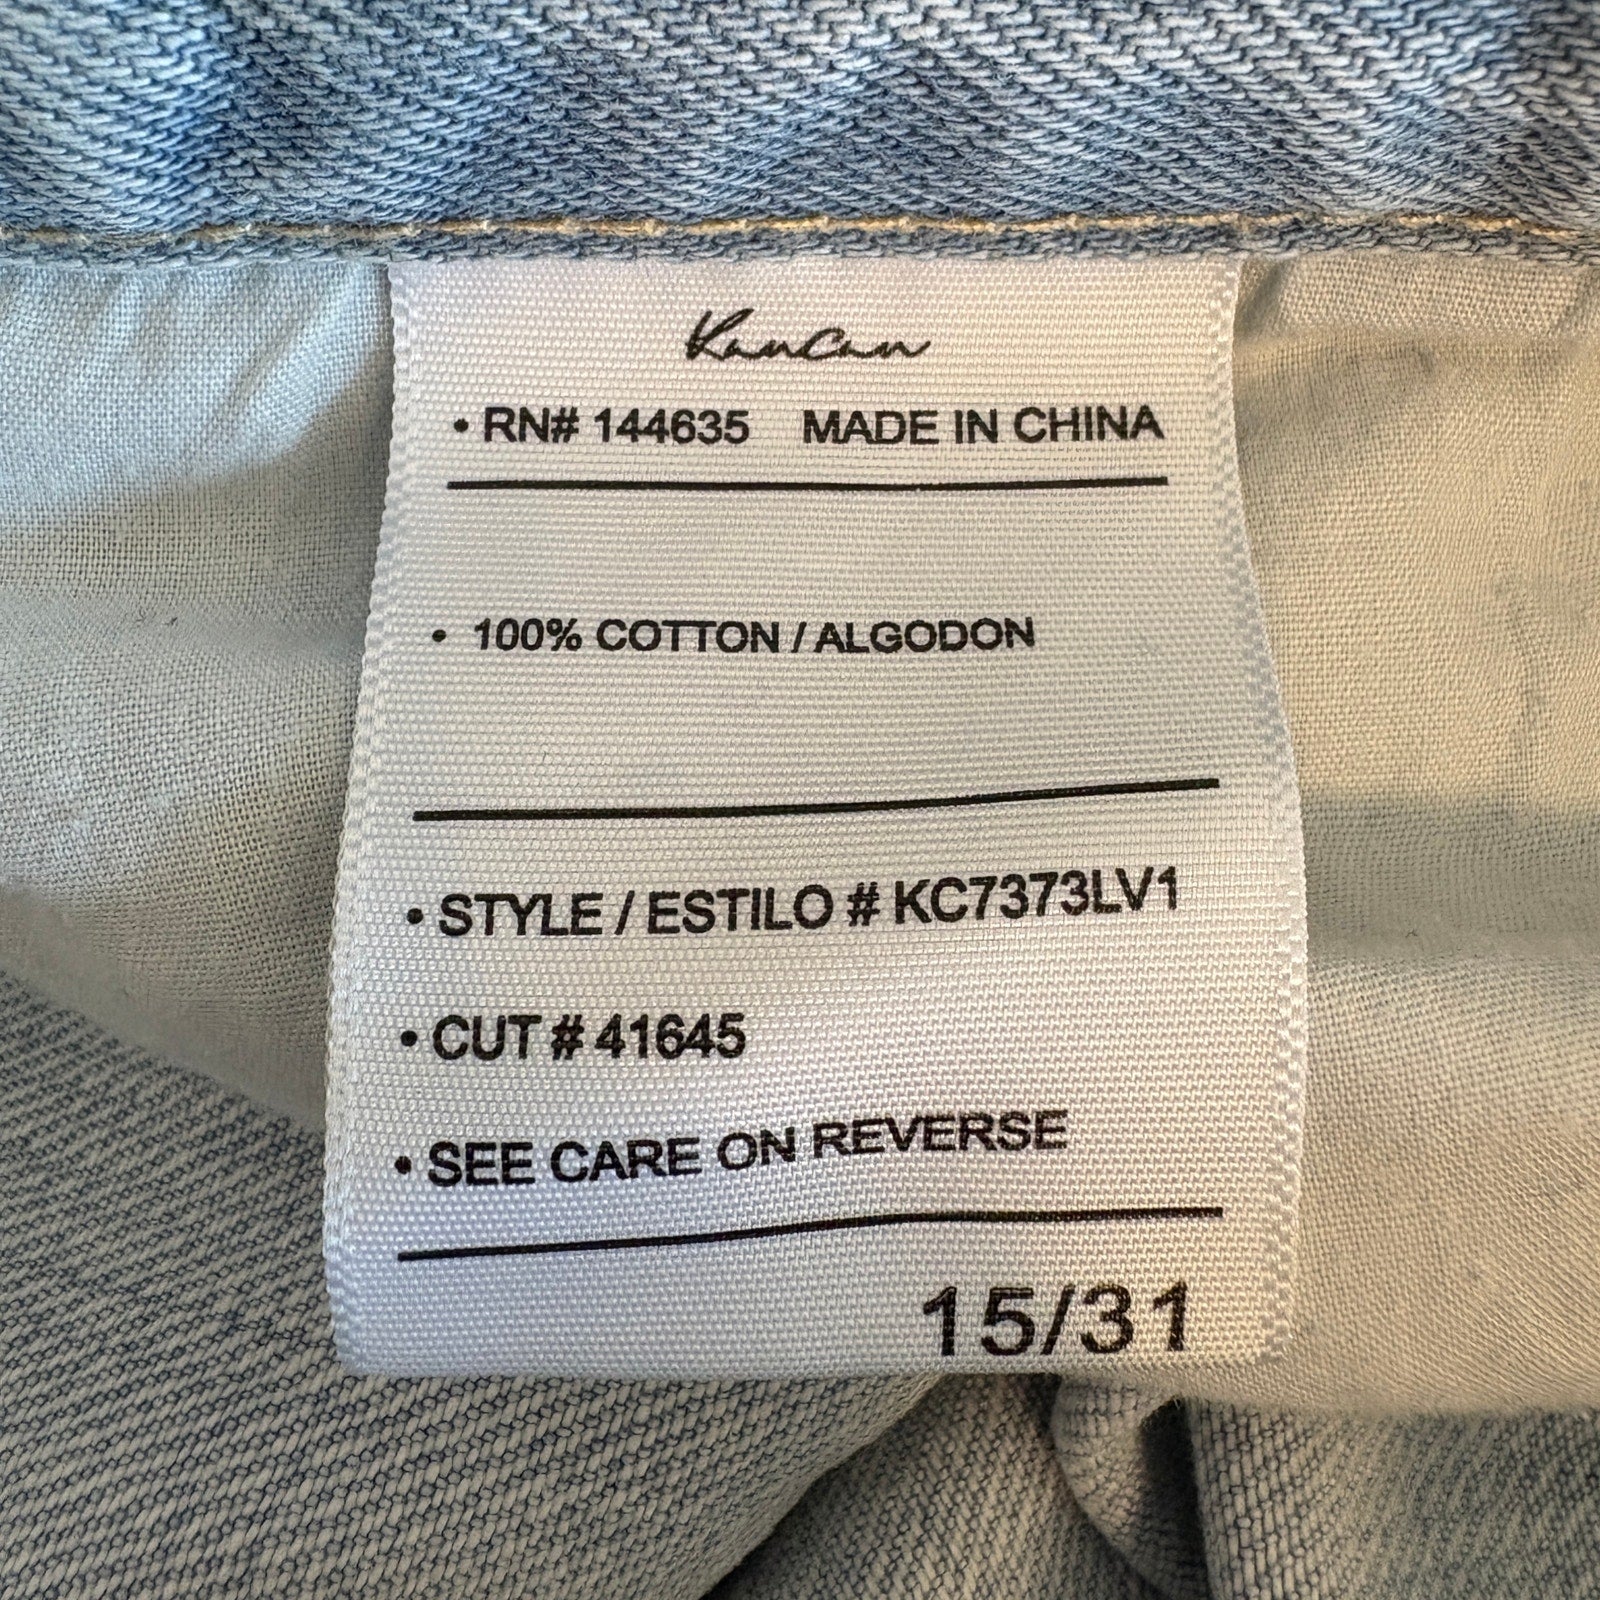 KanCan
• RN# 144635 MADE IN CHINA
• 100% COTTON / ALGODON
• STYLE / ESTILO # KC7373LV1
• CUT # 41645
• SEE CARE ON REVERSE
15/31